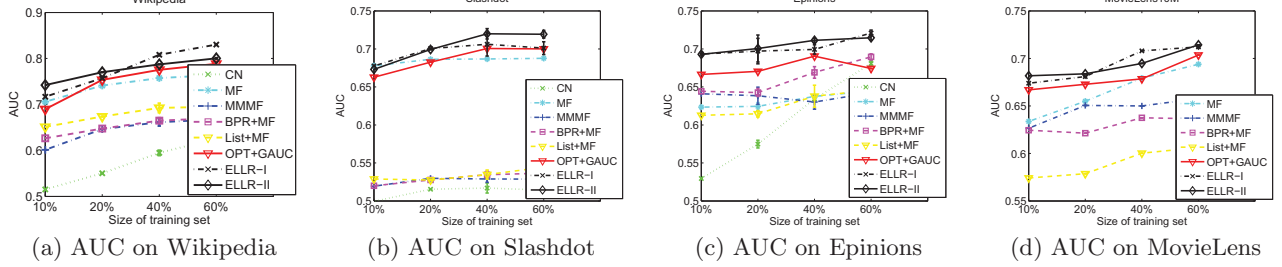 Wikipedia
0.9
0.8
0.7
0.6
0.5
AUC
10% 20% 40% 60%
Size of training set
CN
MF
MMMF
BPR+MF
List+MF
OPT+GAUC
ELLR-I
ELLR-II
(a) AUC on Wikipedia
Slashdot
0.75
0.7
0.65
0.6
0.55
0.5
AUC
10% 20% 40% 60%
Size of training set
CN
MF
MMMF
BPR+MF
List+MF
OPT+GAUC
ELLR-I
ELLR-II
(b) AUC on Slashdot
Epinions
0.75
0.7
0.65
0.6
0.55
0.5
AUC
10% 20% 40% 60%
Size of training set
CN
MF
MMMF
BPR+MF
List+MF
OPT+GAUC
ELLR-I
ELLR-II
(c) AUC on Epinions
MovieLens10M
0.75
0.7
0.65
0.6
0.55
AUC
10% 20% 40% 60%
Size of training set
MF
MMMF
BPR+MF
List+MF
OPT+GAUC
ELLR-I
ELLR-II
(d) AUC on MovieLens